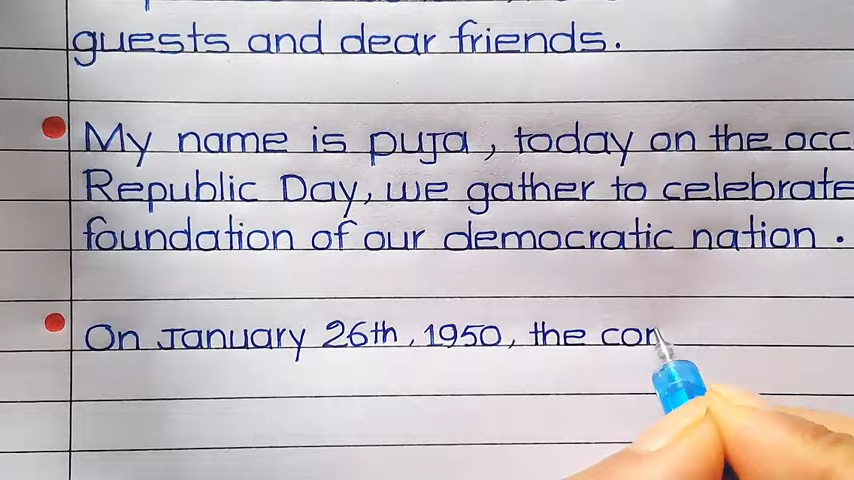 guests and dear friends.
My name is puja, today on the occ
Republic Day, we gather to celebrate
foundation of our democratic nation.
On January 26th, 1950, the con